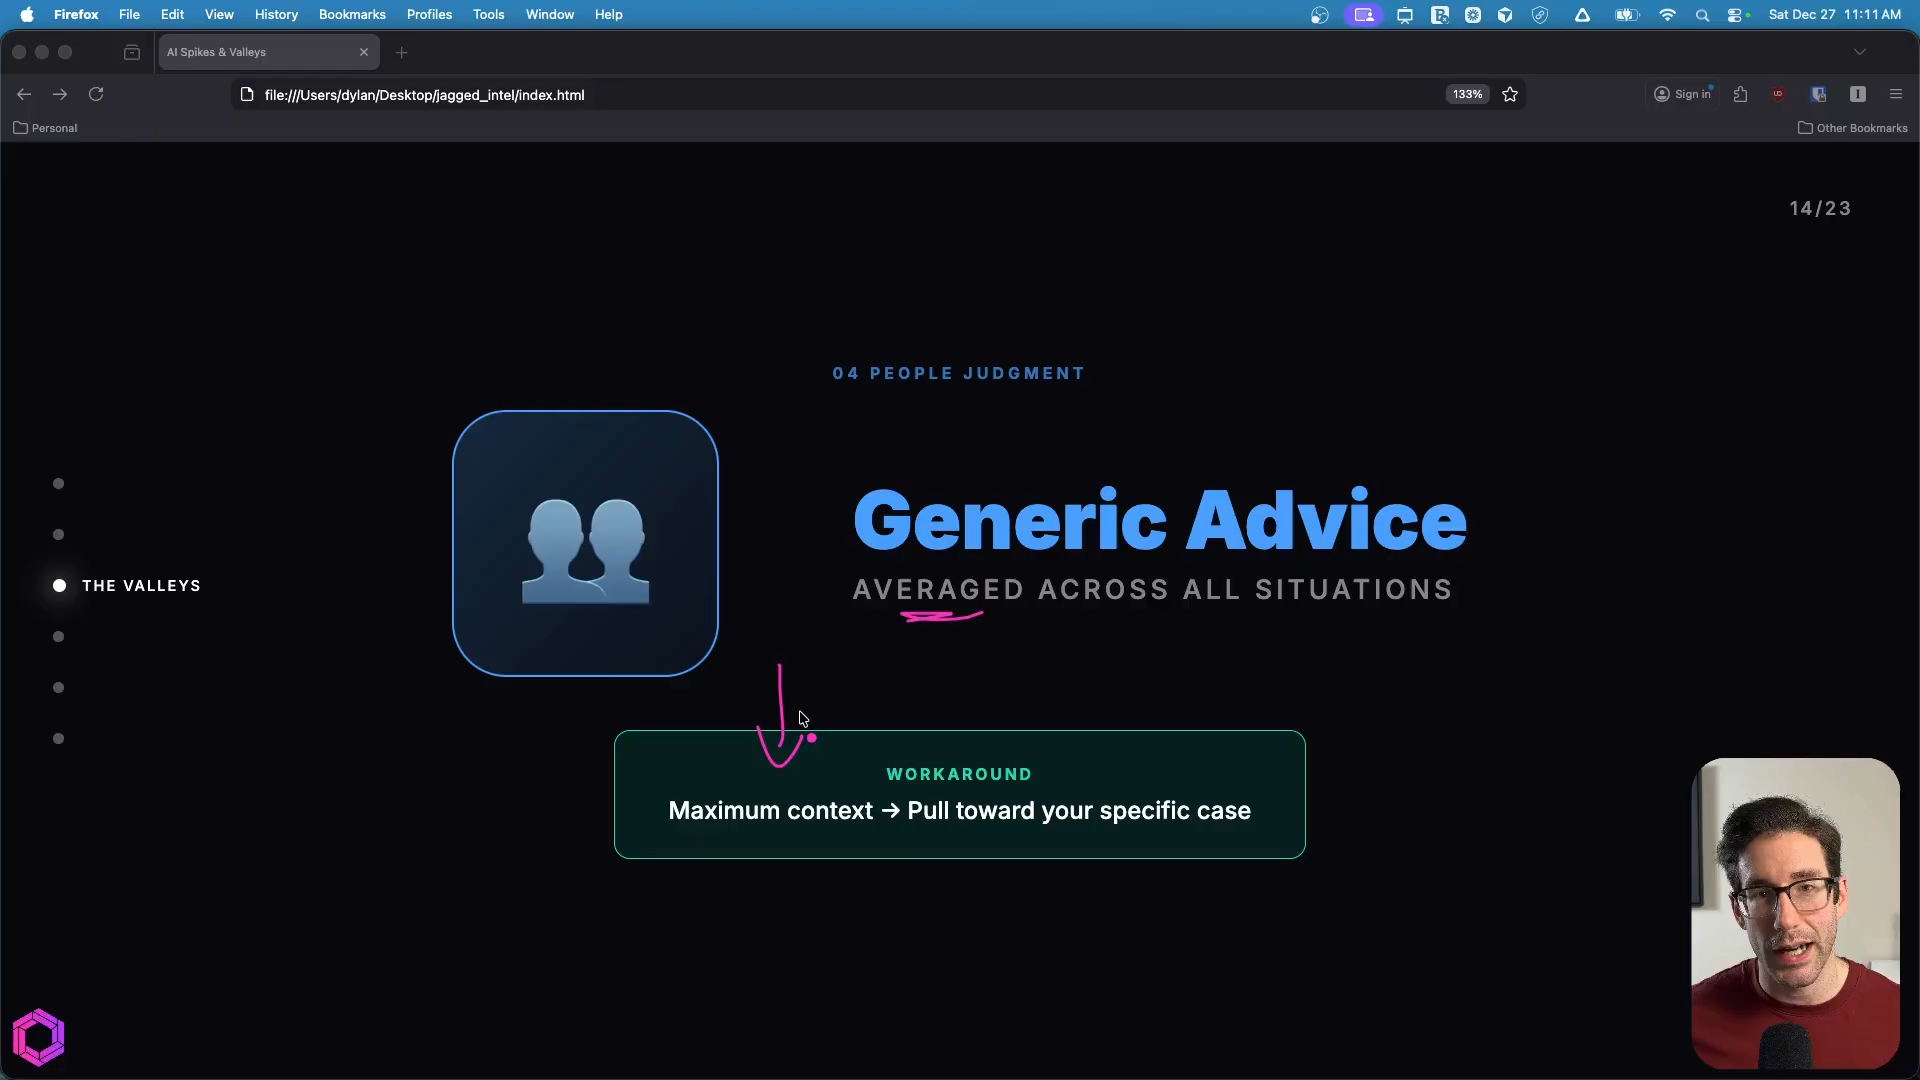 Firefox File Edit View History Bookmarks Profiles Tools Window Help Sat Dec 27 11:11 AM
AI Spikes & Valleys
file:///Users/dylan/Desktop/jagged_intel/index.html 133% Sign in
Personal Other Bookmarks
14/23
04 PEOPLE JUDGMENT
Generic Advice
AVERAGED ACROSS ALL SITUATIONS
THE VALLEYS
WORKAROUND
Maximum context → Pull toward your specific case